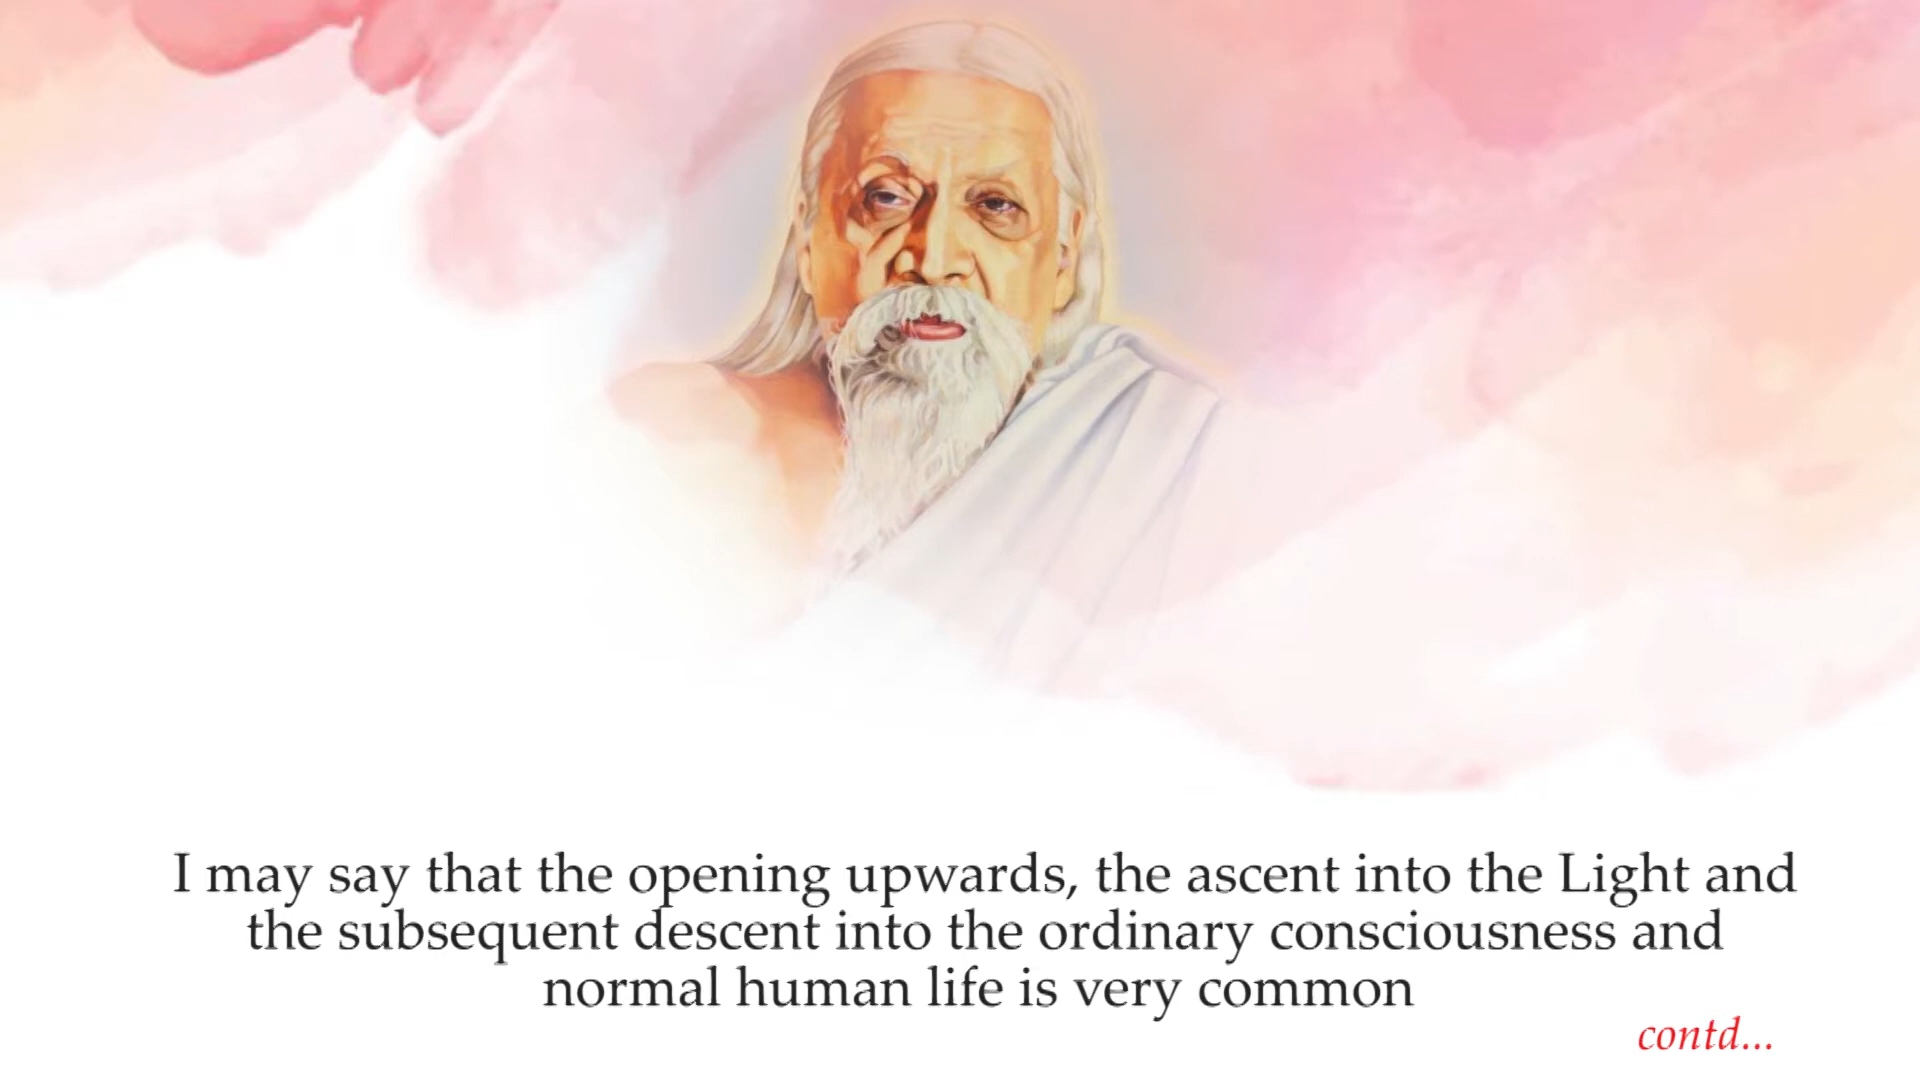 I may say that the opening upwards, the ascent into the Light and
the subsequent descent into the ordinary consciousness and
normal human life is very common
contd...